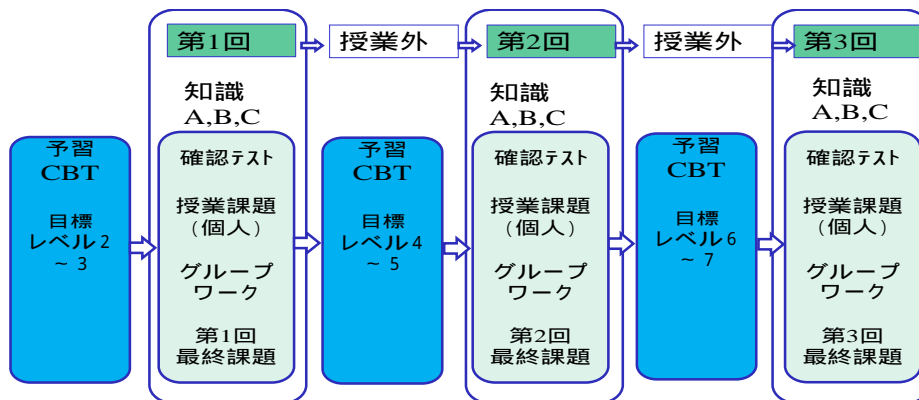 第1回
授業外
第2回
授業外
第3回
予習
CBT
目標
レベル2
~ 3
知識
A,B,C
確認テスト
授業課題
(個人)
グループ
ワーク
第1回
最終課題
予習
CBT
目標
レベル4
~ 5
知識
A,B,C
確認テスト
授業課題
(個人)
グループ
ワーク
第2回
最終課題
予習
CBT
目標
レベル6
~ 7
知識
A,B,C
確認テスト
授業課題
(個人)
グループ
ワーク
第3回
最終課題